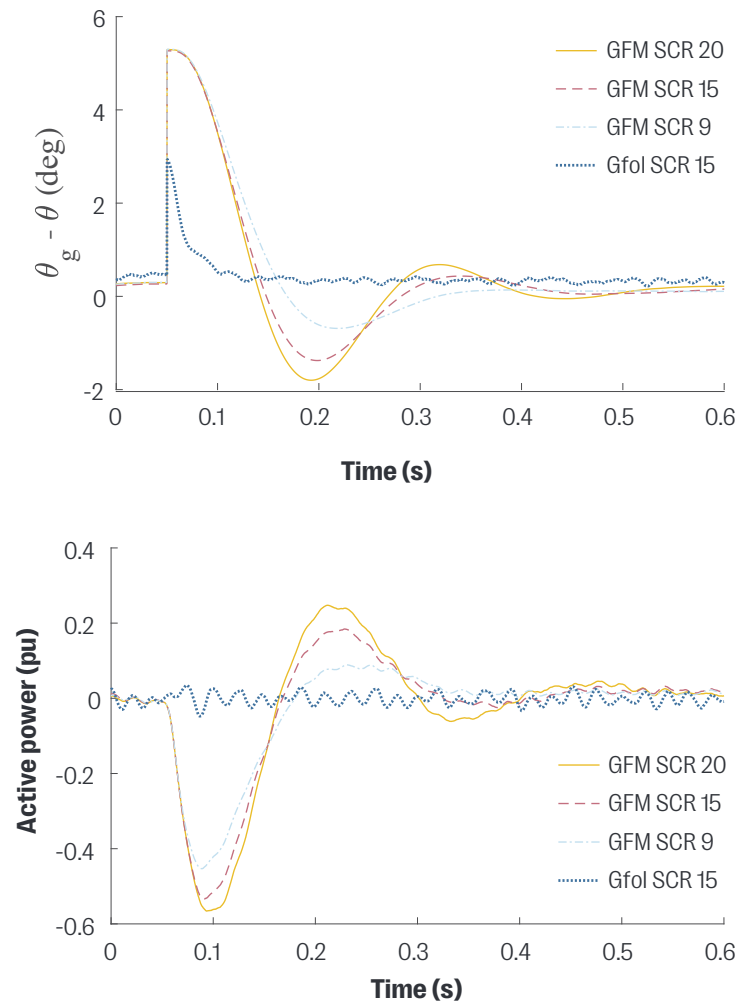 6
4
2
0
-2
θg - θ (deg)
GFM SCR 20
GFM SCR 15
GFM SCR 9
Gfol SCR 15
0 0.1 0.2 0.3 0.4 0.5 0.6
Time (s)
0.4
0.2
0
-0.2
-0.4
-0.6
Active power (pu)
GFM SCR 20
GFM SCR 15
GFM SCR 9
Gfol SCR 15
0 0.1 0.2 0.3 0.4 0.5 0.6
Time (s)